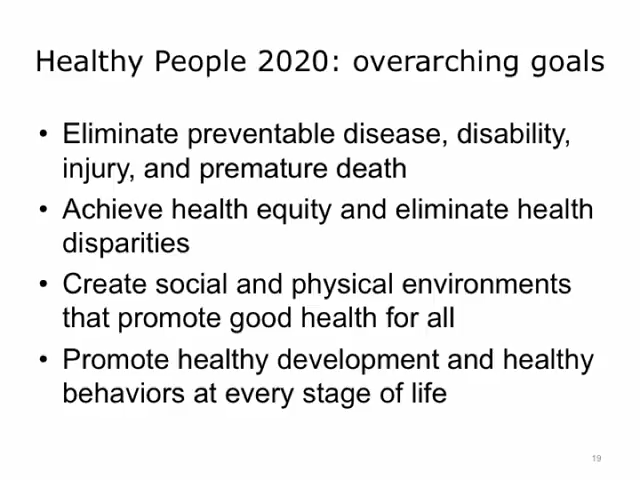 Healthy People 2020: overarching goals
• Eliminate preventable disease, disability,
injury, and premature death
• Achieve health equity and eliminate health
disparities
• Create social and physical environments
that promote good health for all
• Promote healthy development and healthy
behaviors at every stage of life
19